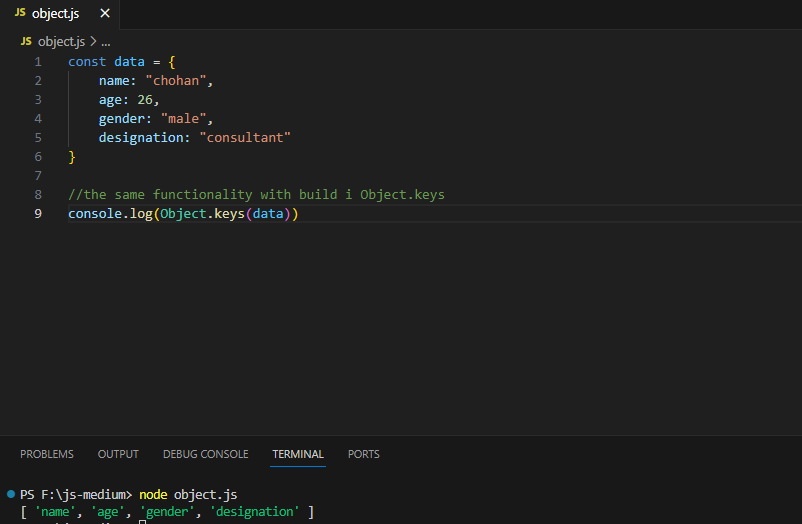 JS object.js ×
JS object.js > ...
1 const data = {
2 name: "chohan",
3 age: 26,
4 gender: "male",
5 designation: "consultant"
6 }
7
8 //the same functionality with build i Object.keys
9 console.log(Object.keys(data))
PROBLEMS OUTPUT DEBUG CONSOLE TERMINAL PORTS
PS F:\js-medium> node object.js
[ 'name', 'age', 'gender', 'designation' ]